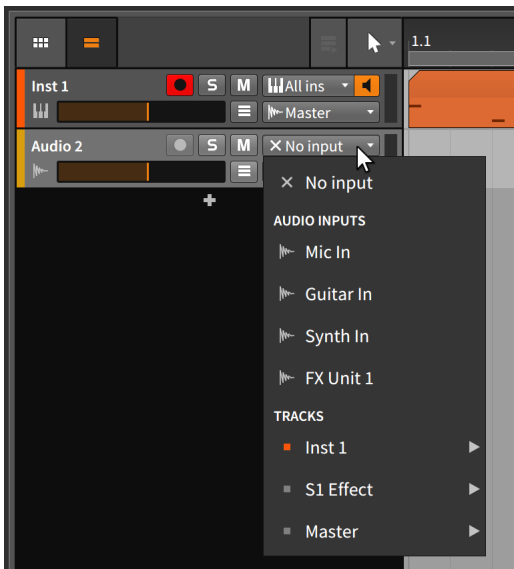 1.1
Inst 1 S M All ins
Master
Audio 2 S M No input
No input
AUDIO INPUTS
Mic In
Guitar In
Synth In
FX Unit 1
TRACKS
Inst 1
S1 Effect
Master